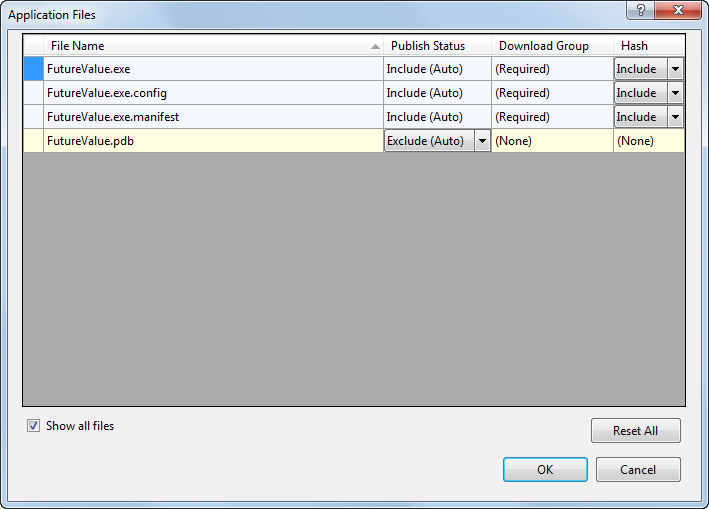 Application Files
File Name Publish Status Download Group Hash
FutureValue.exe Include (Auto) (Required) Include
FutureValue.exe.config Include (Auto) (Required) Include
FutureValue.exe.manifest Include (Auto) (Required) Include
FutureValue.pdb Exclude (Auto) (None) (None)
Show all files
Reset All
OK Cancel